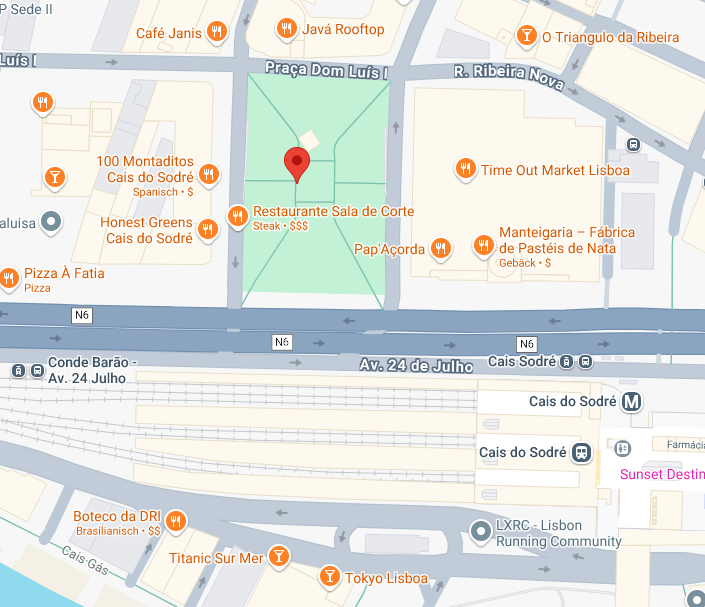 P Sede II
Café Janis
Javá Rooftop
O Triangulo da Ribeira
Luís I
Praça Dom Luís I
R. Ribeira Nova
100 Montaditos
Cais do Sodré
Spanisch • $
Time Out Market Lisboa
Restaurante Sala de Corte
Steak • $$$
aluisa
Honest Greens
Cais do Sodré
Pap'Açorda
Manteigaria – Fábrica
de Pastéis de Nata
Gebäck • $
Pizza À Fatia
Pizza
N6
N6
N6
Conde Barão -
Av. 24 Julho
Av. 24 de Julho
Cais Sodré
Cais do Sodré
M
Cais do Sodré
Farmácia
Sunset Destin
Boteco da DRI
Brasilianisch • $$
LXRC - Lisbon
Running Community
Cais Gás
Titanic Sur Mer
Tokyo Lisboa